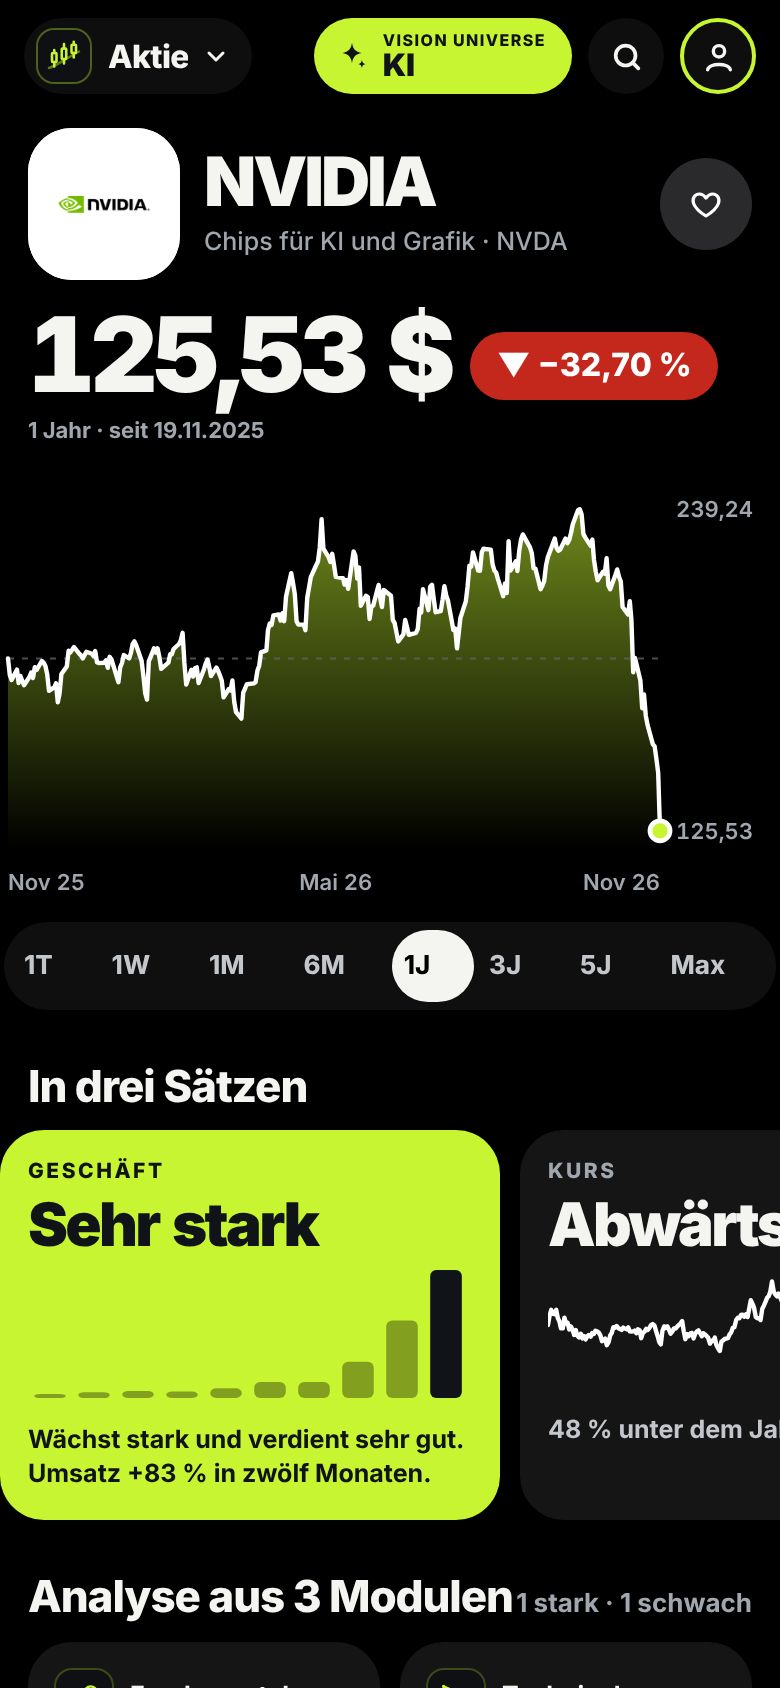 Aktie
VISION UNIVERSE
KI
NVIDIA.
NVIDIA
Chips für KI und Grafik · NVDA
125,53 $
▼ −32,70 %
1 Jahr · seit 19.11.2025
239,24
125,53
Nov 25 Mai 26 Nov 26
1T 1W 1M 6M 1J 3J 5J Max
In drei Sätzen
GESCHÄFT
Sehr stark
Wächst stark und verdient sehr gut.
Umsatz +83 % in zwölf Monaten.
KURS
Abwärts
48 % unter dem Ja
Analyse aus 3 Modulen
1 stark · 1 schwach